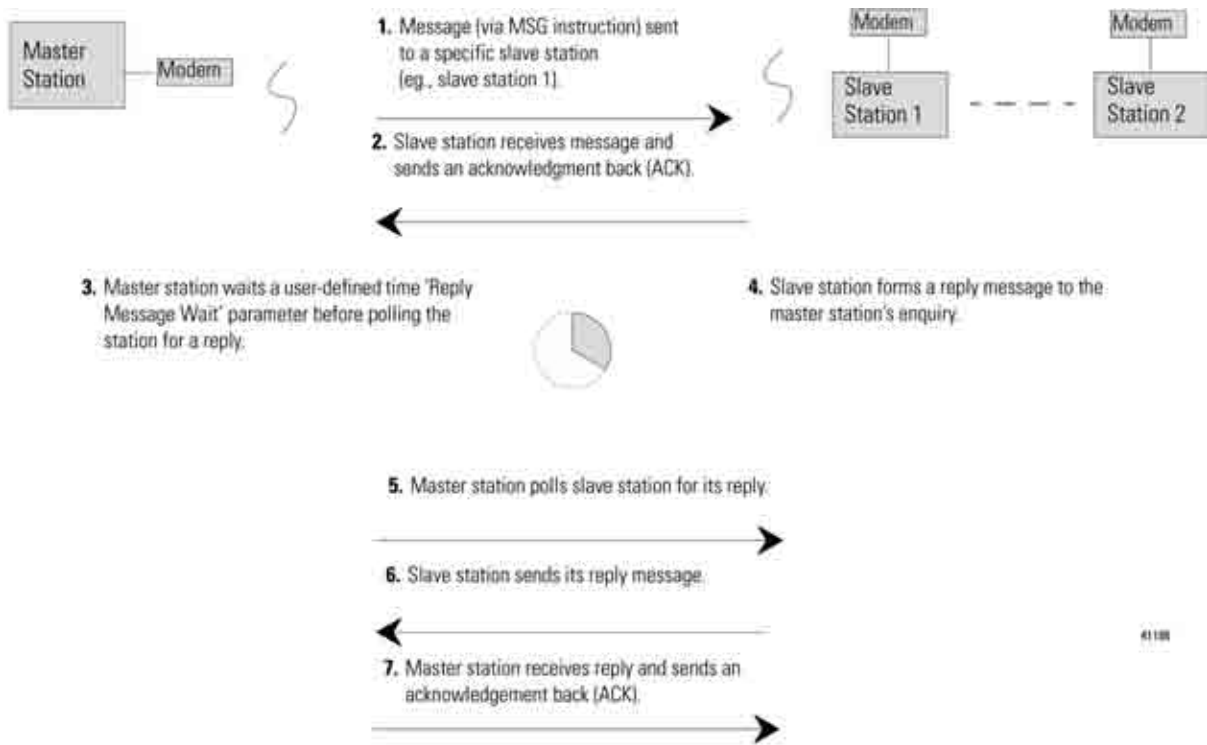 Master
Station
Modem
1. Message (via MSG instruction) sent
to a specific slave station
(eg., slave station 1).
Modem
Slave
Station 1
Modem
Slave
Station 2
2. Slave station receives message and
sends an acknowledgment back (ACK).
3. Master station waits a user-defined time 'Reply
Message Wait' parameter before polling the
station for a reply.
4. Slave station forms a reply message to the
master station's enquiry.
5. Master station polls slave station for its reply.
6. Slave station sends its reply message.
7. Master station receives reply and sends an
acknowledgement back (ACK).